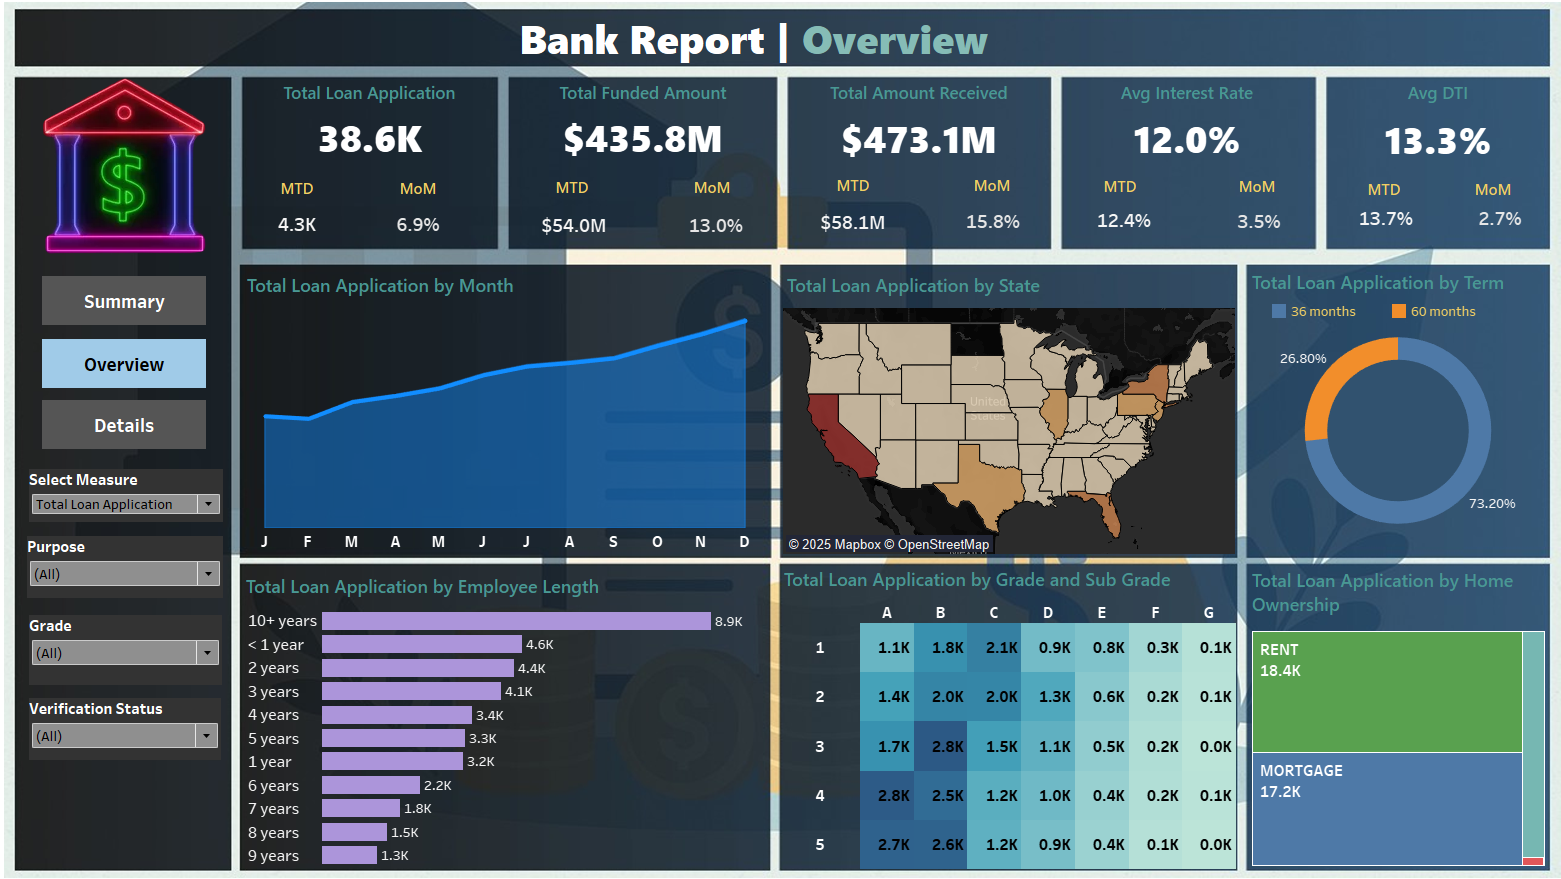 Bank Report | Overview
$
Summary
Overview
Details
Select Measure
Total Loan Application
Purpose
(All)
Grade
(All)
Verification Status
(All)
Total Loan Application
38.6K
MTD MoM
4.3K 6.9%
Total Funded Amount
$435.8M
MTD MoM
$54.0M 13.0%
Total Amount Received
$473.1M
MTD MoM
$58.1M 15.8%
Avg Interest Rate
12.0%
MTD MoM
12.4% 3.5%
Avg DTI
13.3%
MTD MoM
13.7% 2.7%
Total Loan Application by Month
J F M A M J J A S O N D
Total Loan Application by State
United
States
© 2025 Mapbox © OpenStreetMap
Total Loan Application by Term
36 months 60 months
26.80%
73.20%
Total Loan Application by Employee Length
10+ years 8.9K
< 1 year 4.6K
2 years 4.4K
3 years 4.1K
4 years 3.4K
5 years 3.3K
1 year 3.2K
6 years 2.2K
7 years 1.8K
8 years 1.5K
9 years 1.3K
Total Loan Application by Grade and Sub Grade
A B C D E F G
1 1.1K 1.8K 2.1K 0.9K 0.8K 0.3K 0.1K
2 1.4K 2.0K 2.0K 1.3K 0.6K 0.2K 0.1K
3 1.7K 2.8K 1.5K 1.1K 0.5K 0.2K 0.0K
4 2.8K 2.5K 1.2K 1.0K 0.4K 0.2K 0.1K
5 2.7K 2.6K 1.2K 0.9K 0.4K 0.1K 0.0K
Total Loan Application by Home
Ownership
RENT
18.4K
MORTGAGE
17.2K